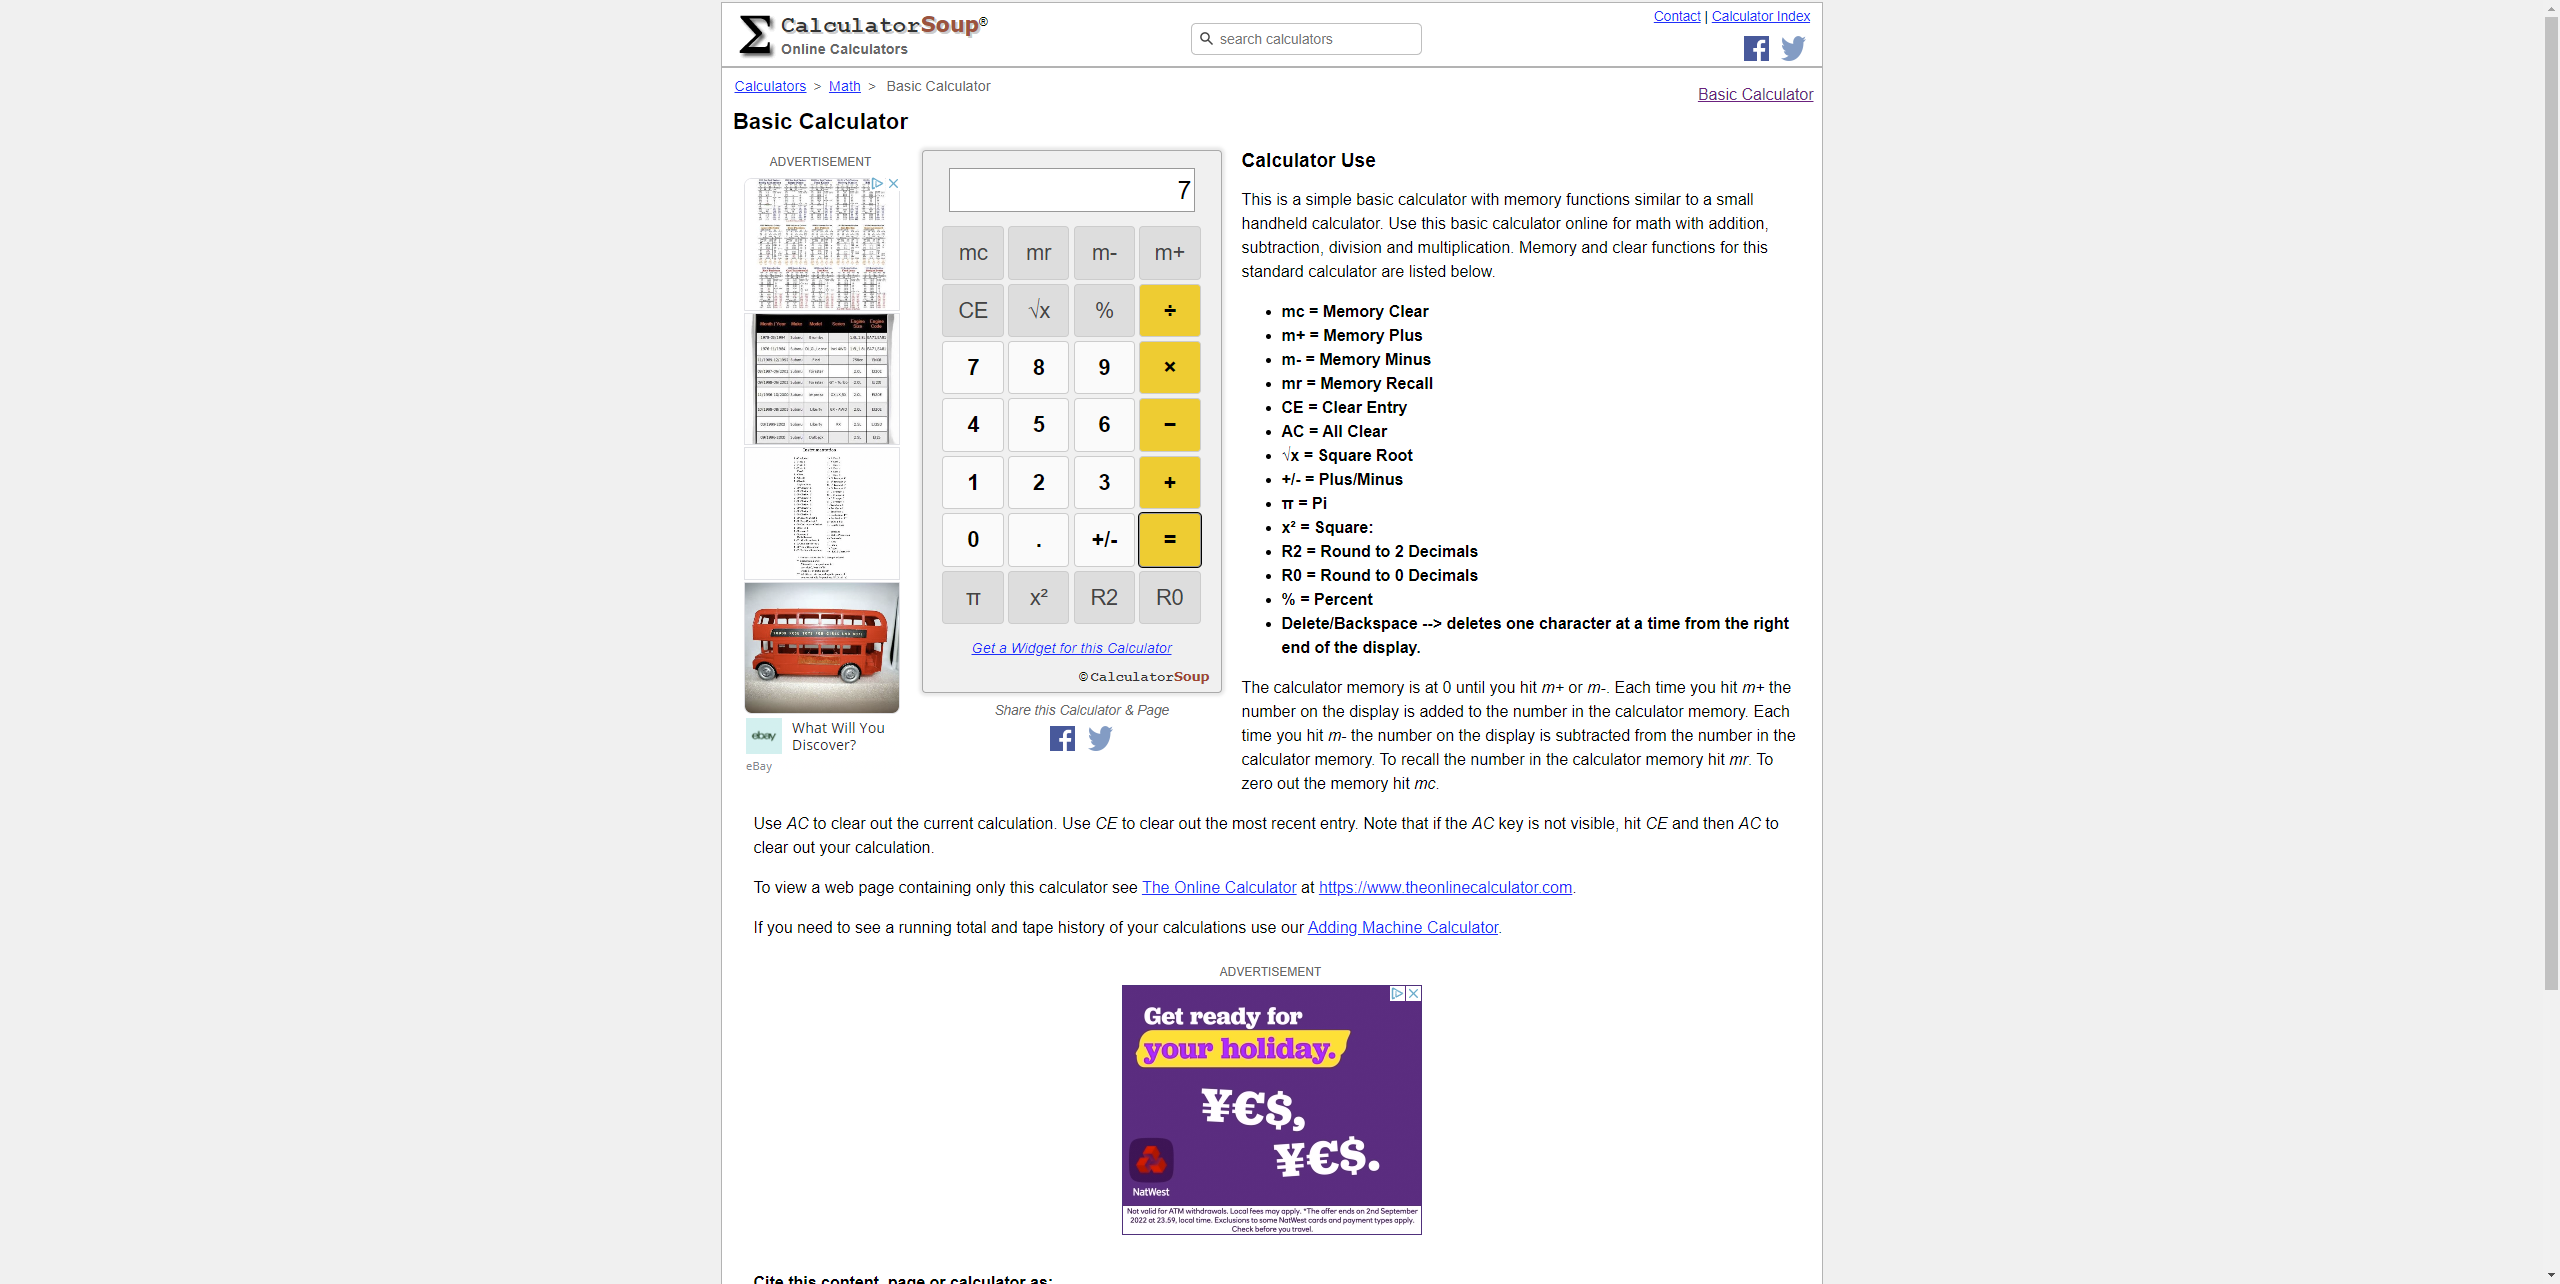 CalculatorSoup®
Online Calculators
search calculators
Contact | Calculator Index
Calculators > Math > Basic Calculator
Basic Calculator
Basic Calculator
ADVERTISEMENT
What Will You
Discover?
ebay
eBay
7
mc mr m- m+
CE √x % ÷
7 8 9 ×
4 5 6 −
1 2 3 +
0 . +/- =
π x² R2 R0
Get a Widget for this Calculator
©CalculatorSoup
Share this Calculator & Page
Calculator Use
This is a simple basic calculator with memory functions similar to a small
handheld calculator. Use this basic calculator online for math with addition,
subtraction, division and multiplication. Memory and clear functions for this
standard calculator are listed below.
• mc = Memory Clear
• m+ = Memory Plus
• m- = Memory Minus
• mr = Memory Recall
• CE = Clear Entry
• AC = All Clear
• √x = Square Root
• +/- = Plus/Minus
• π = Pi
• x² = Square:
• R2 = Round to 2 Decimals
• R0 = Round to 0 Decimals
• % = Percent
• Delete/Backspace --> deletes one character at a time from the right
end of the display.
The calculator memory is at 0 until you hit m+ or m-. Each time you hit m+ the
number on the display is added to the number in the calculator memory. Each
time you hit m- the number on the display is subtracted from the number in the
calculator memory. To recall the number in the calculator memory hit mr. To
zero out the memory hit mc.
Use AC to clear out the current calculation. Use CE to clear out the most recent entry. Note that if the AC key is not visible, hit CE and then AC to
clear out your calculation.
To view a web page containing only this calculator see The Online Calculator at https://www.theonlinecalculator.com.
If you need to see a running total and tape history of your calculations use our Adding Machine Calculator.
ADVERTISEMENT
Get ready for
your holiday.
¥€$,
¥€$.
NatWest
Not valid for ATM withdrawals. Local fees may apply. *The offer ends on 2nd September
2022 at 23.59, local time. Exclusions to some NatWest cards and payment types apply.
Check before you travel.
Cite this content, page or calculator as: